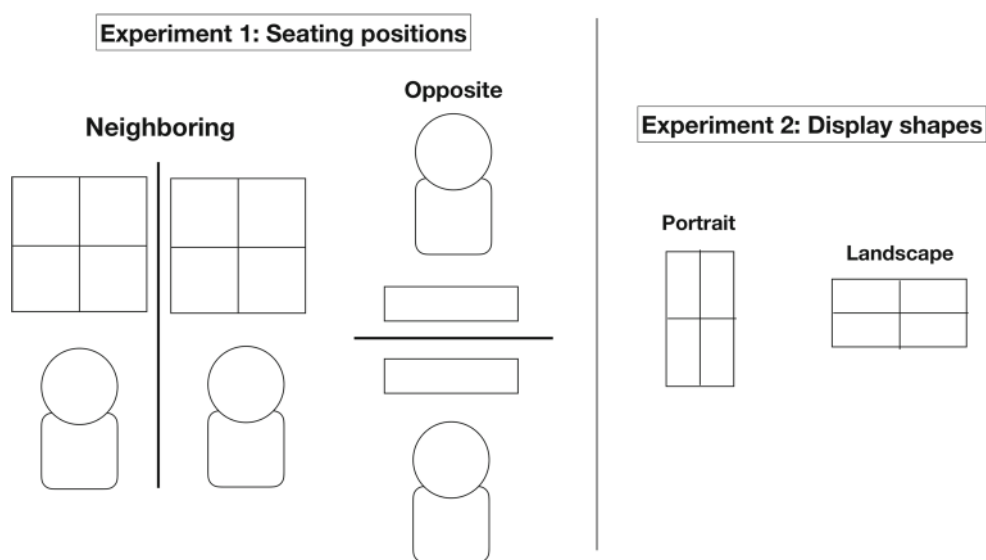 Experiment 1: Seating positions
Neighboring
Opposite
Experiment 2: Display shapes
Portrait
Landscape